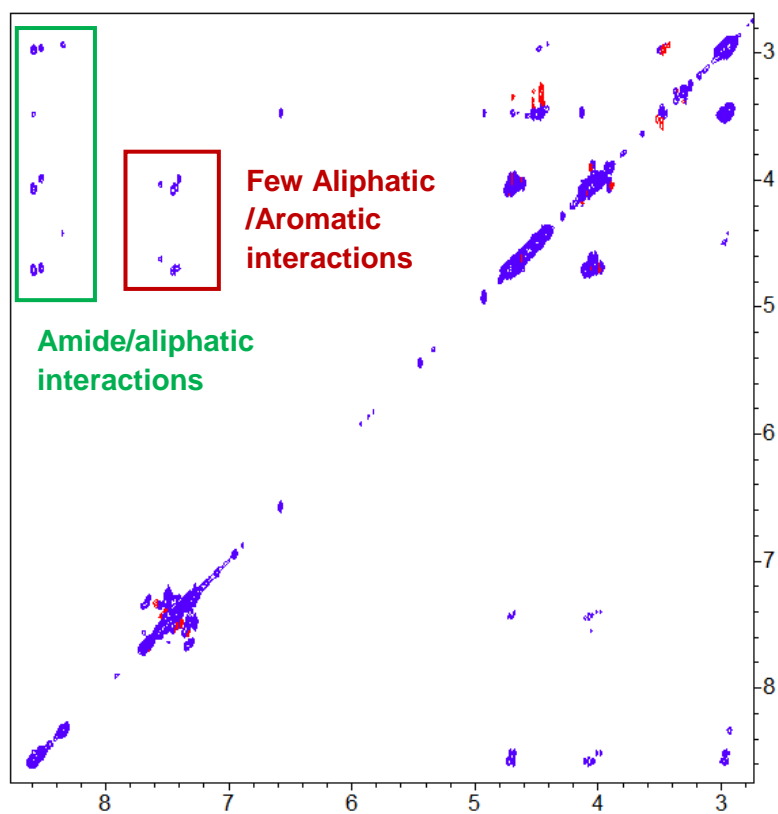 Few Aliphatic
/Aromatic
interactions
Amide/aliphatic
interactions
3
4
5
6
7
8
8 7 6 5 4 3